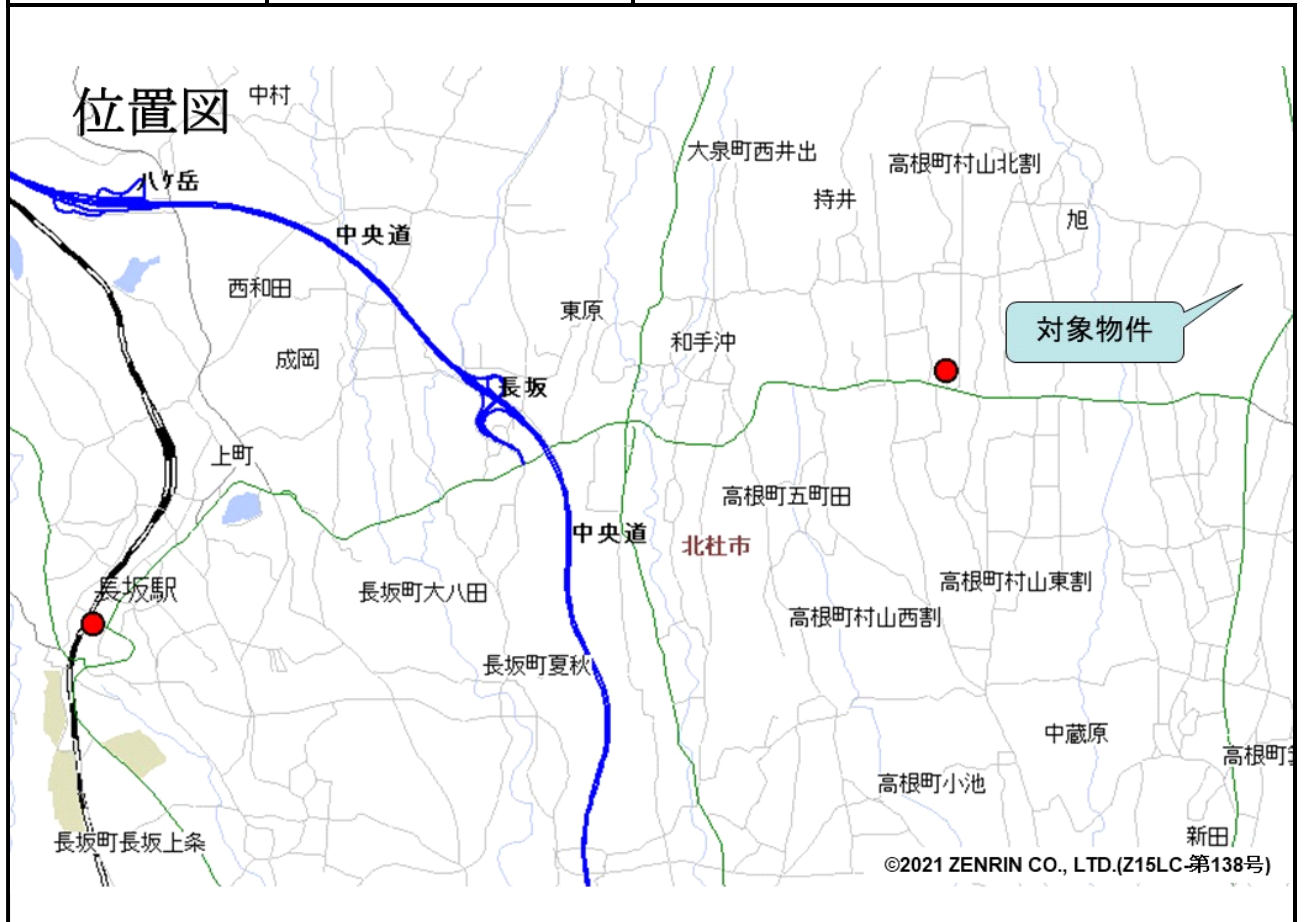 位置図
中村
大泉町西井出
高根町村山北割
八ケ岳
持井
旭
中央道
西和田
東原
対象物件
和手沖
成岡
長坂
上町
高根町五町田
中央道
北杜市
長坂駅
長坂町大八田
高根町村山東割
高根町村山西割
長坂町夏秋
中蔵原
高根町
高根町小池
新田
長坂町長坂上条
©2021 ZENRIN CO., LTD.(Z15LC-第138号)